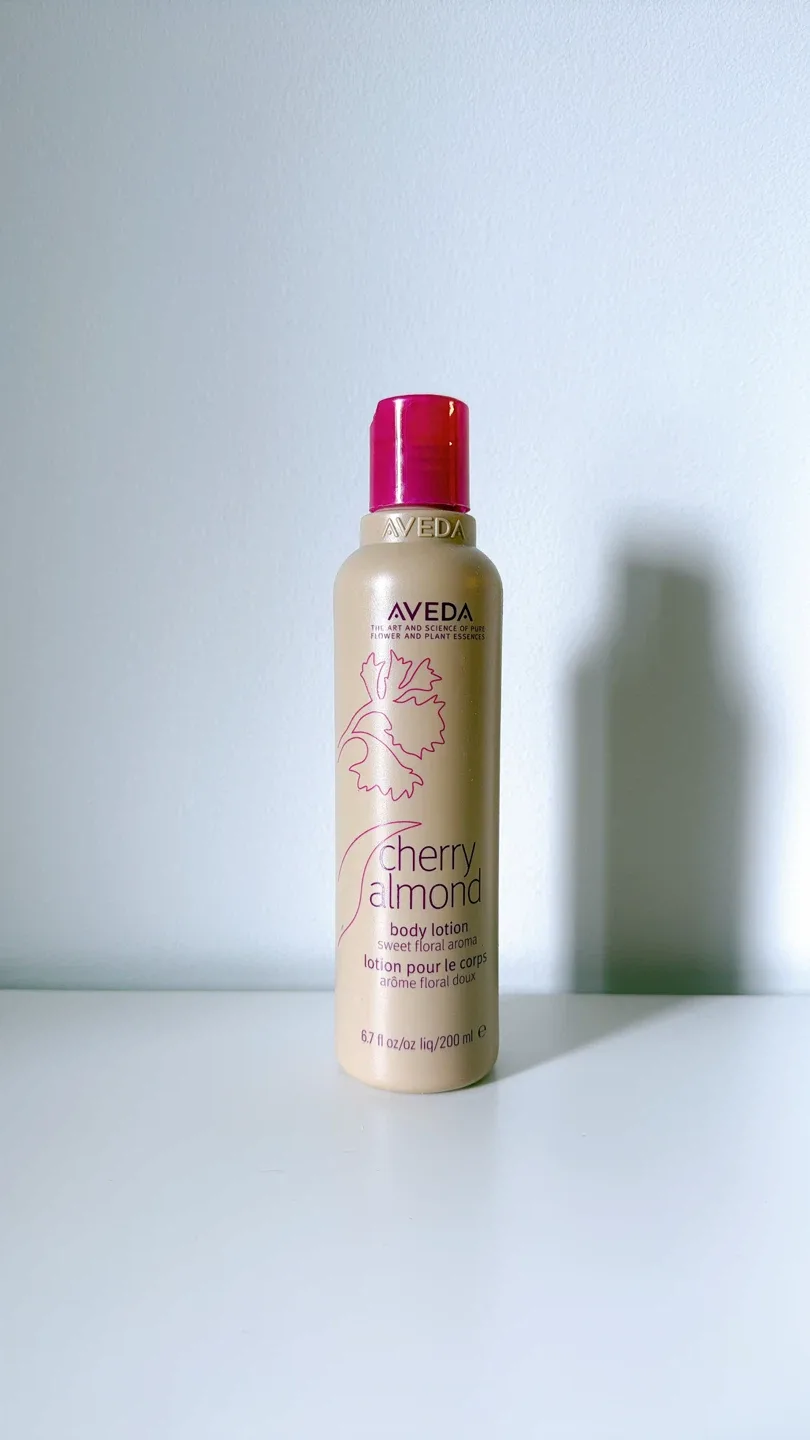 AVEDA
AVEDA
THE ART AND SCIENCE OF PURE
FLOWER AND PLANT ESSENCES
cherry
almond
body lotion
sweet floral aroma
lotion pour le corps
arôme floral doux
6.7 fl oz/oz liq/200 ml ℮